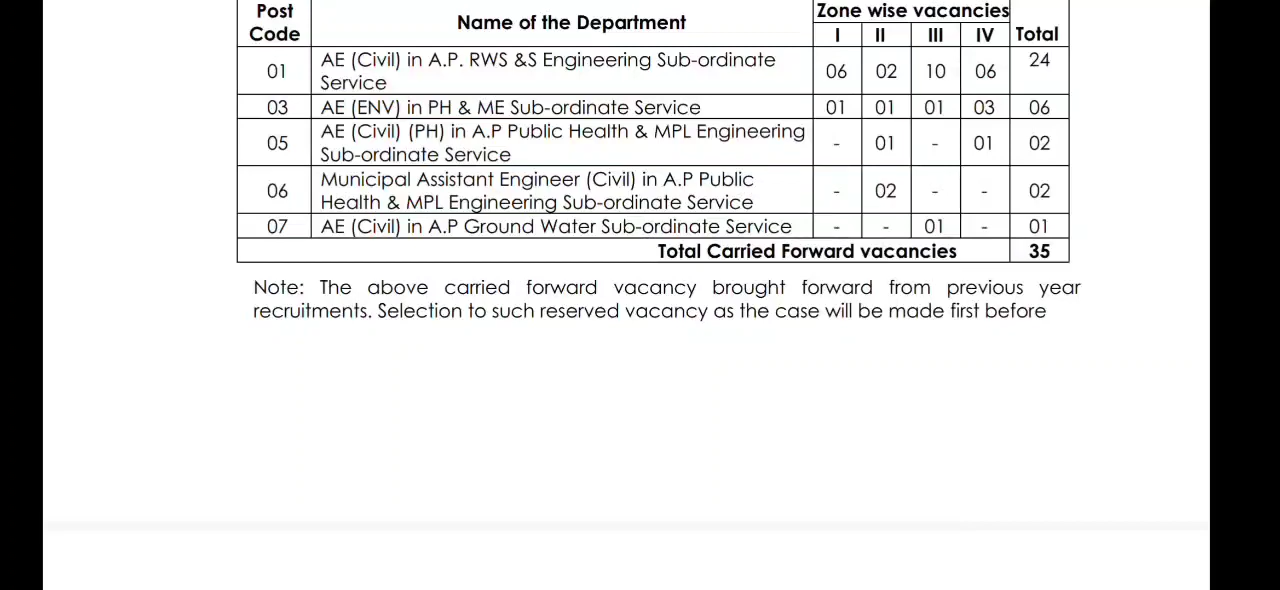 Post Code Name of the Department Zone wise vacancies Total
I II III IV
01 AE (Civil) in A.P. RWS &S Engineering Sub-ordinate Service 06 02 10 06 24
03 AE (ENV) in PH & ME Sub-ordinate Service 01 01 01 03 06
05 AE (Civil) (PH) in A.P Public Health & MPL Engineering Sub-ordinate Service - 01 - 01 02
06 Municipal Assistant Engineer (Civil) in A.P Public Health & MPL Engineering Sub-ordinate Service - 02 - - 02
07 AE (Civil) in A.P Ground Water Sub-ordinate Service - - 01 - 01
Total Carried Forward vacancies 35
Note: The above carried forward vacancy brought forward from previous year
recruitments. Selection to such reserved vacancy as the case will be made first before